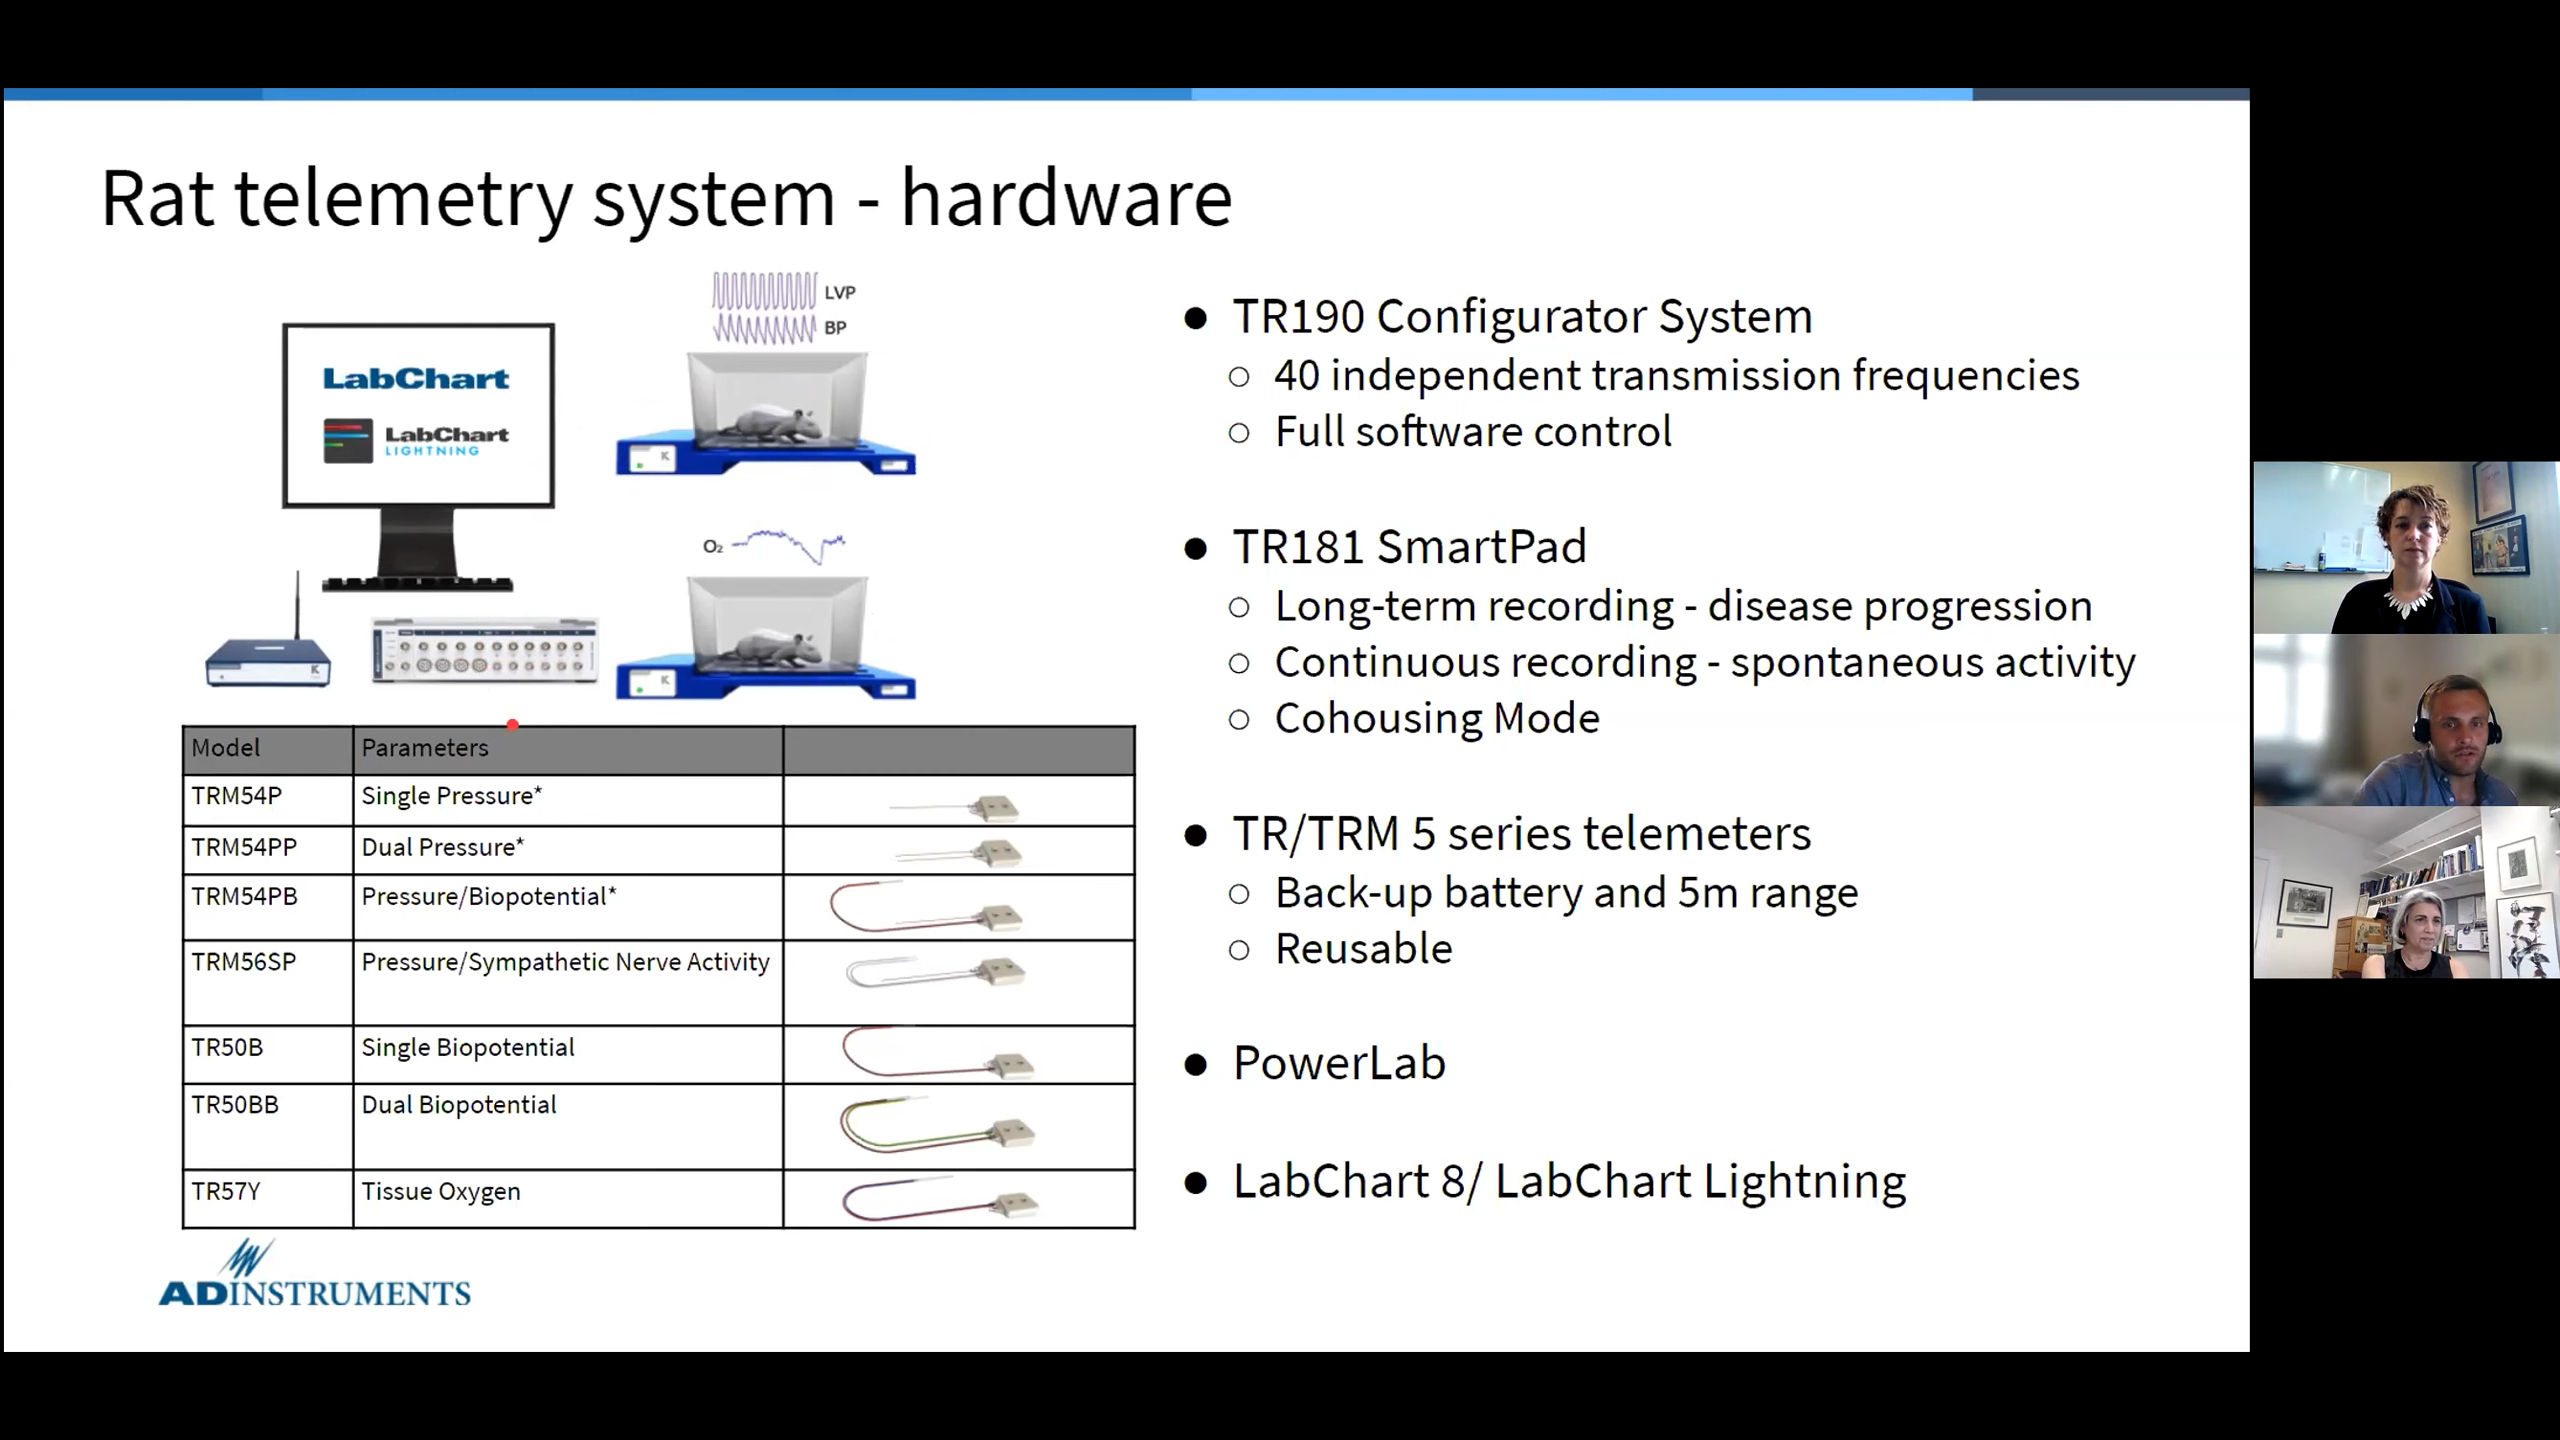 Rat telemetry system - hardware
LVP
BP
LabChart
LabChart
LIGHTNING
K
O₂
K
K
Model Parameters
TRM54P Single Pressure*
TRM54PP Dual Pressure*
TRM54PB Pressure/Biopotential*
TRM56SP Pressure/Sympathetic Nerve Activity
TR50B Single Biopotential
TR50BB Dual Biopotential
TR57Y Tissue Oxygen
ADINSTRUMENTS
● TR190 Configurator System
○ 40 independent transmission frequencies
○ Full software control
● TR181 SmartPad
○ Long-term recording - disease progression
○ Continuous recording - spontaneous activity
○ Cohousing Mode
● TR/TRM 5 series telemeters
○ Back-up battery and 5m range
○ Reusable
● PowerLab
● LabChart 8/ LabChart Lightning